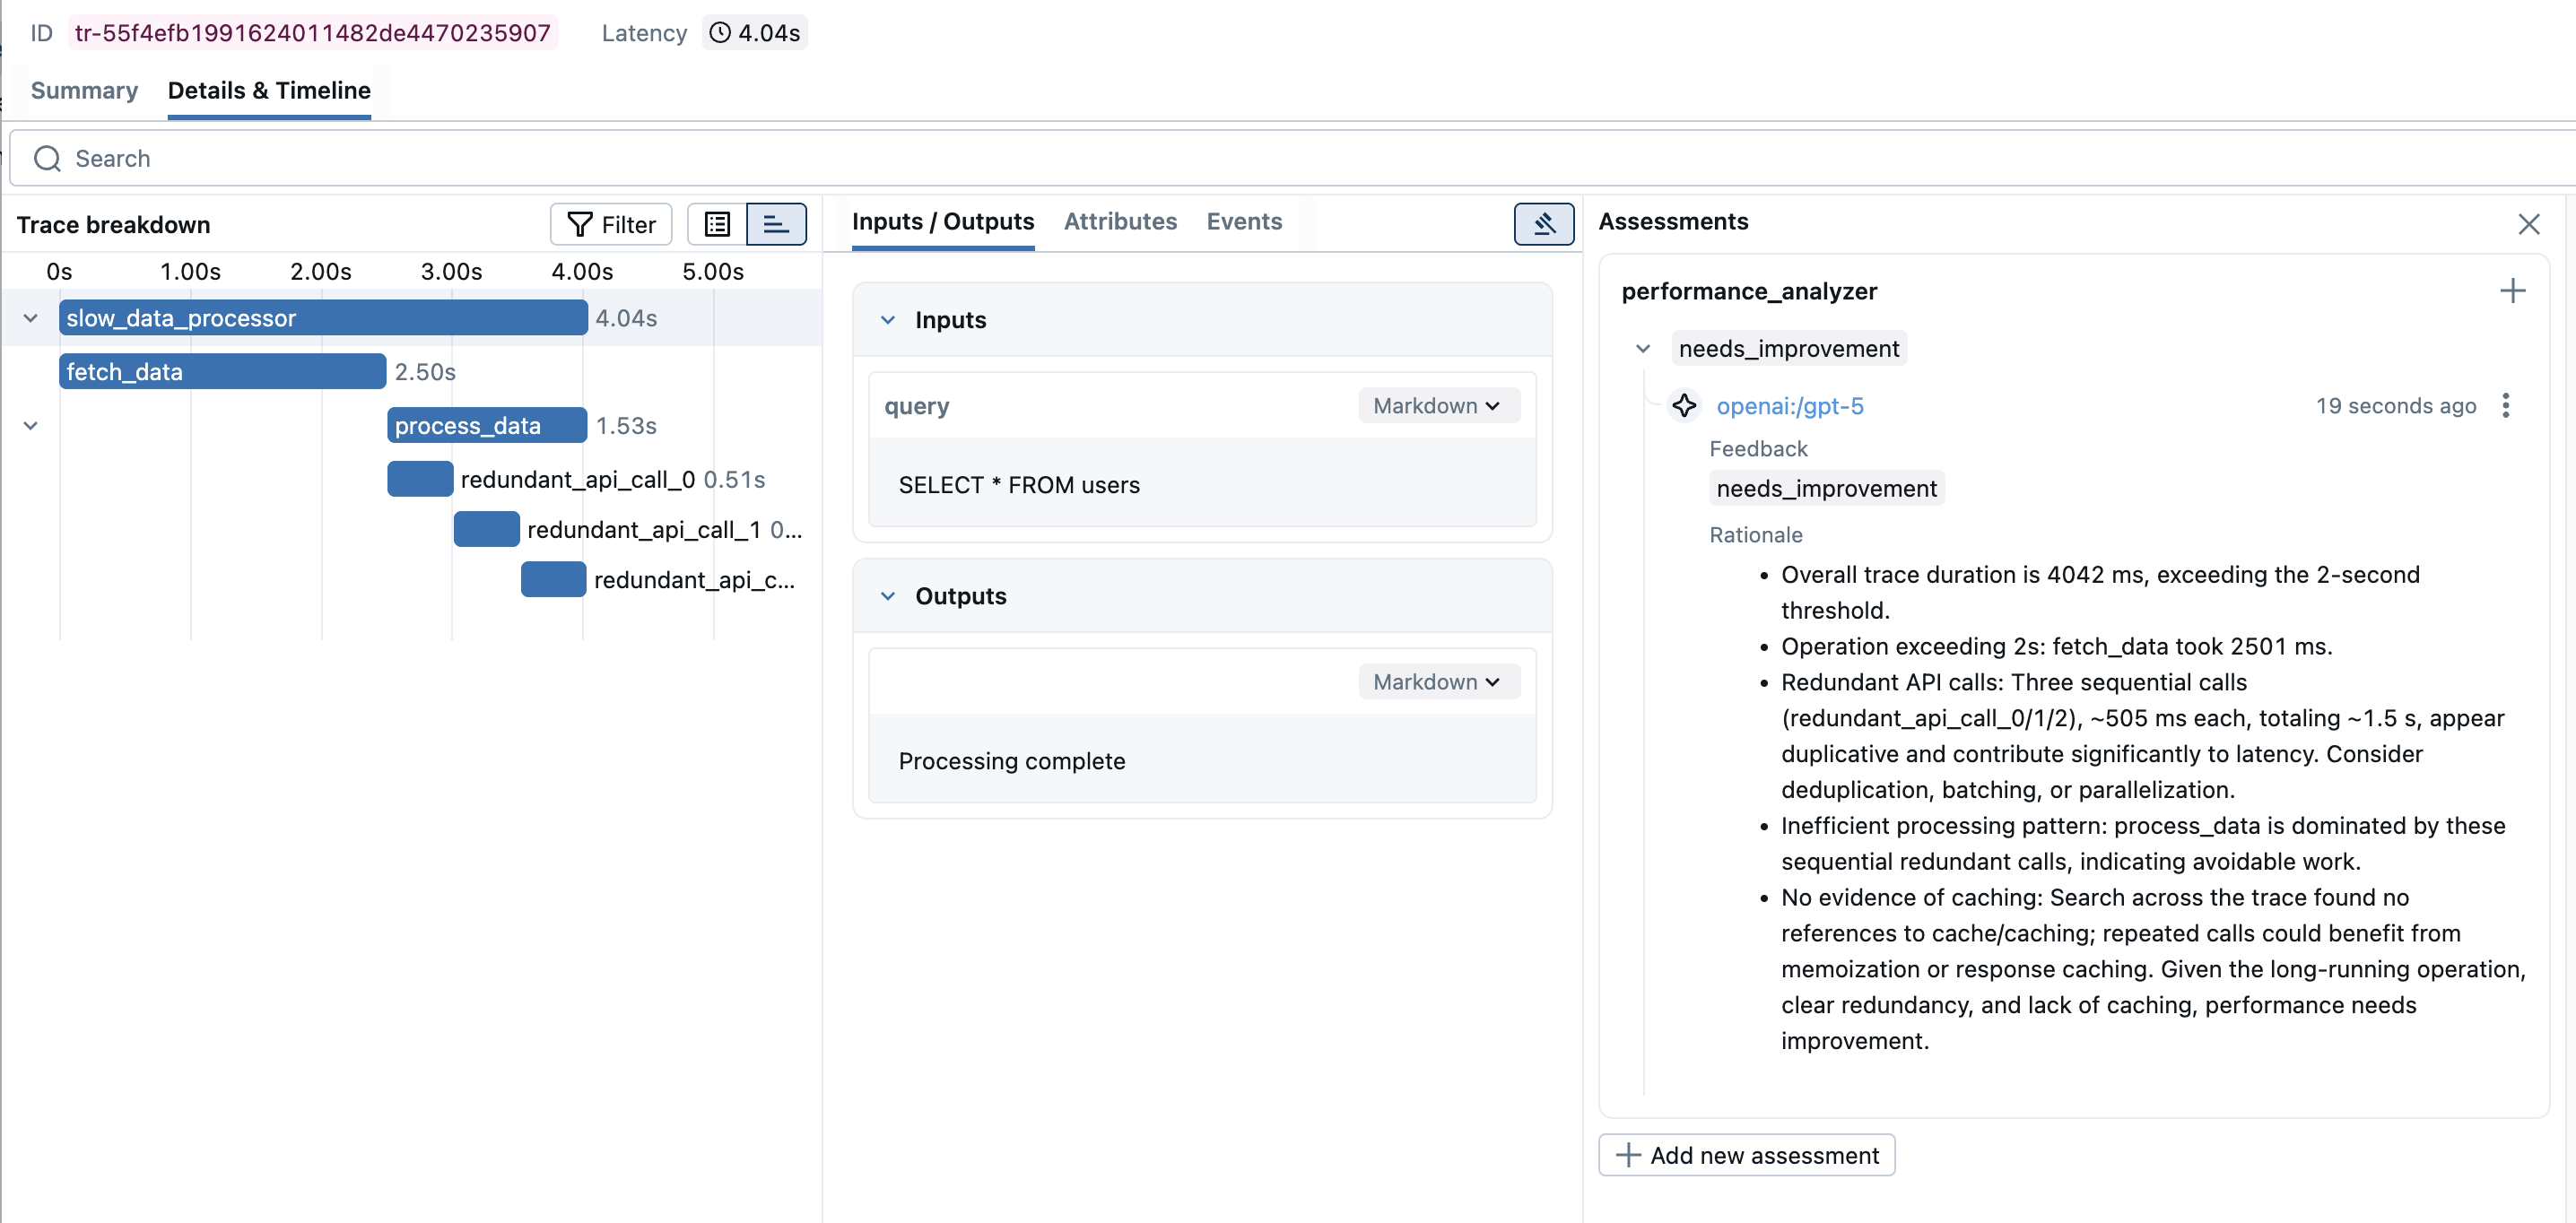 ID tr-55f4efb1991624011482de4470235907 Latency 4.04s
Summary Details & Timeline
Search
Trace breakdown Filter
0s 1.00s 2.00s 3.00s 4.00s 5.00s
slow_data_processor 4.04s
fetch_data 2.50s
process_data 1.53s
redundant_api_call_0 0.51s
redundant_api_call_1 0...
redundant_api_c...
Inputs / Outputs Attributes Events
Inputs
query Markdown
SELECT * FROM users
Outputs
Markdown
Processing complete
Assessments
performance_analyzer
needs_improvement
openai:/gpt-5 19 seconds ago
Feedback
needs_improvement
Rationale
• Overall trace duration is 4042 ms, exceeding the 2-second
threshold.
• Operation exceeding 2s: fetch_data took 2501 ms.
• Redundant API calls: Three sequential calls
(redundant_api_call_0/1/2), ~505 ms each, totaling ~1.5 s, appear
duplicative and contribute significantly to latency. Consider
deduplication, batching, or parallelization.
• Inefficient processing pattern: process_data is dominated by these
sequential redundant calls, indicating avoidable work.
• No evidence of caching: Search across the trace found no
references to cache/caching; repeated calls could benefit from
memoization or response caching. Given the long-running operation,
clear redundancy, and lack of caching, performance needs
improvement.
Add new assessment